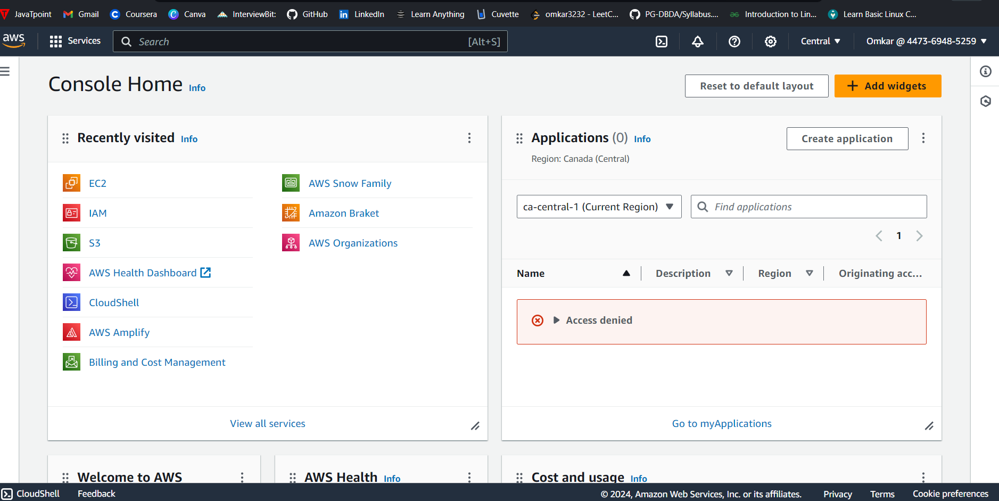 JavaTpoint Gmail Coursera Canva InterviewBit: GitHub LinkedIn Learn Anything Cuvette omkar3232 - LeetC... PG-DBDA/Syllabus.... Introduction to Lin... Learn Basic Linux C...
aws Services Search [Alt+S] Central Omkar @ 4473-6948-5259
Console Home Info
Reset to default layout
Add widgets
Recently visited Info
EC2
IAM
S3
AWS Health Dashboard
CloudShell
AWS Amplify
Billing and Cost Management
AWS Snow Family
Amazon Braket
AWS Organizations
View all services
Applications (0) Info
Create application
Region: Canada (Central)
ca-central-1 (Current Region)
Find applications
1
Name Description Region Originating acc...
Access denied
Go to myApplications
Welcome to AWS
AWS Health Info
Cost and usage Info
CloudShell Feedback © 2024, Amazon Web Services, Inc. or its affiliates. Privacy Terms Cookie preferences